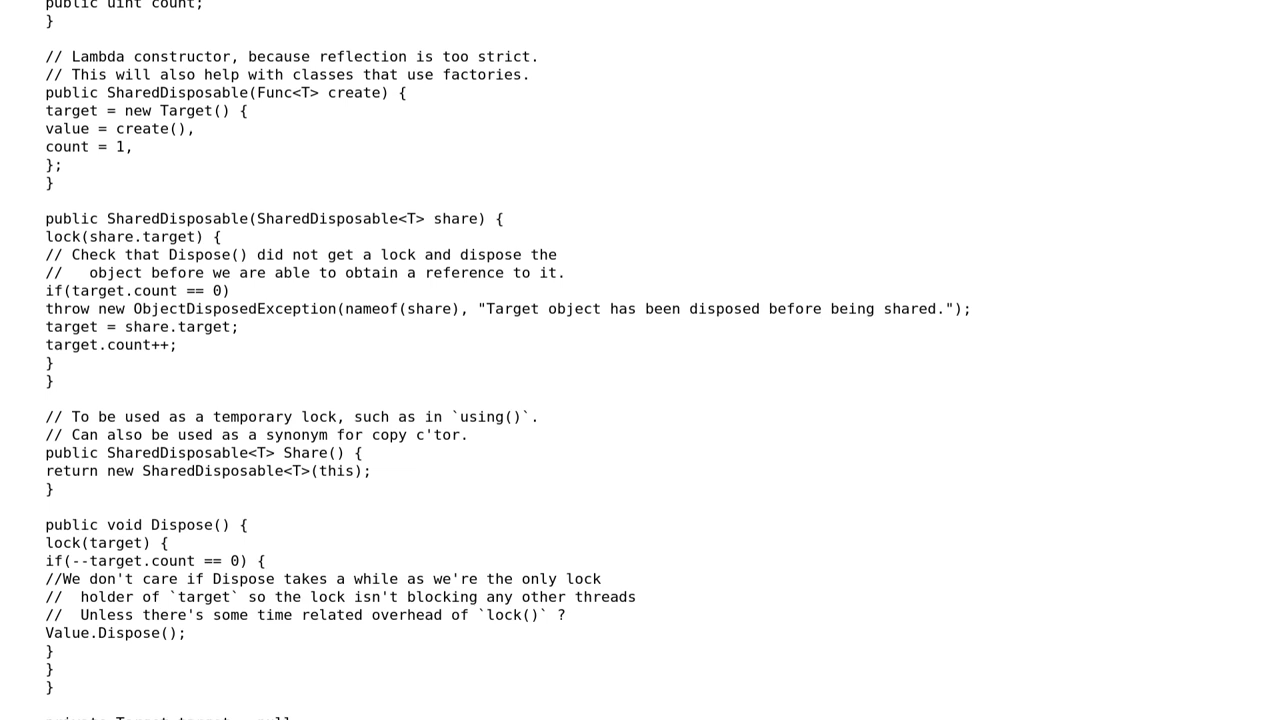 public uint count;
}

// Lambda constructor, because reflection is too strict.
// This will also help with classes that use factories.
public SharedDisposable(Func<T> create) {
target = new Target() {
value = create(),
count = 1,
};
}

public SharedDisposable(SharedDisposable<T> share) {
lock(share.target) {
// Check that Dispose() did not get a lock and dispose the
//   object before we are able to obtain a reference to it.
if(target.count == 0)
throw new ObjectDisposedException(nameof(share), "Target object has been disposed before being shared.");
target = share.target;
target.count++;
}
}

// To be used as a temporary lock, such as in `using()`.
// Can also be used as a synonym for copy c'tor.
public SharedDisposable<T> Share() {
return new SharedDisposable<T>(this);
}

public void Dispose() {
lock(target) {
if(--target.count == 0) {
//We don't care if Dispose takes a while as we're the only lock
//  holder of `target` so the lock isn't blocking any other threads
//  Unless there's some time related overhead of `lock()` ?
Value.Dispose();
}
}
}

private Target target = null